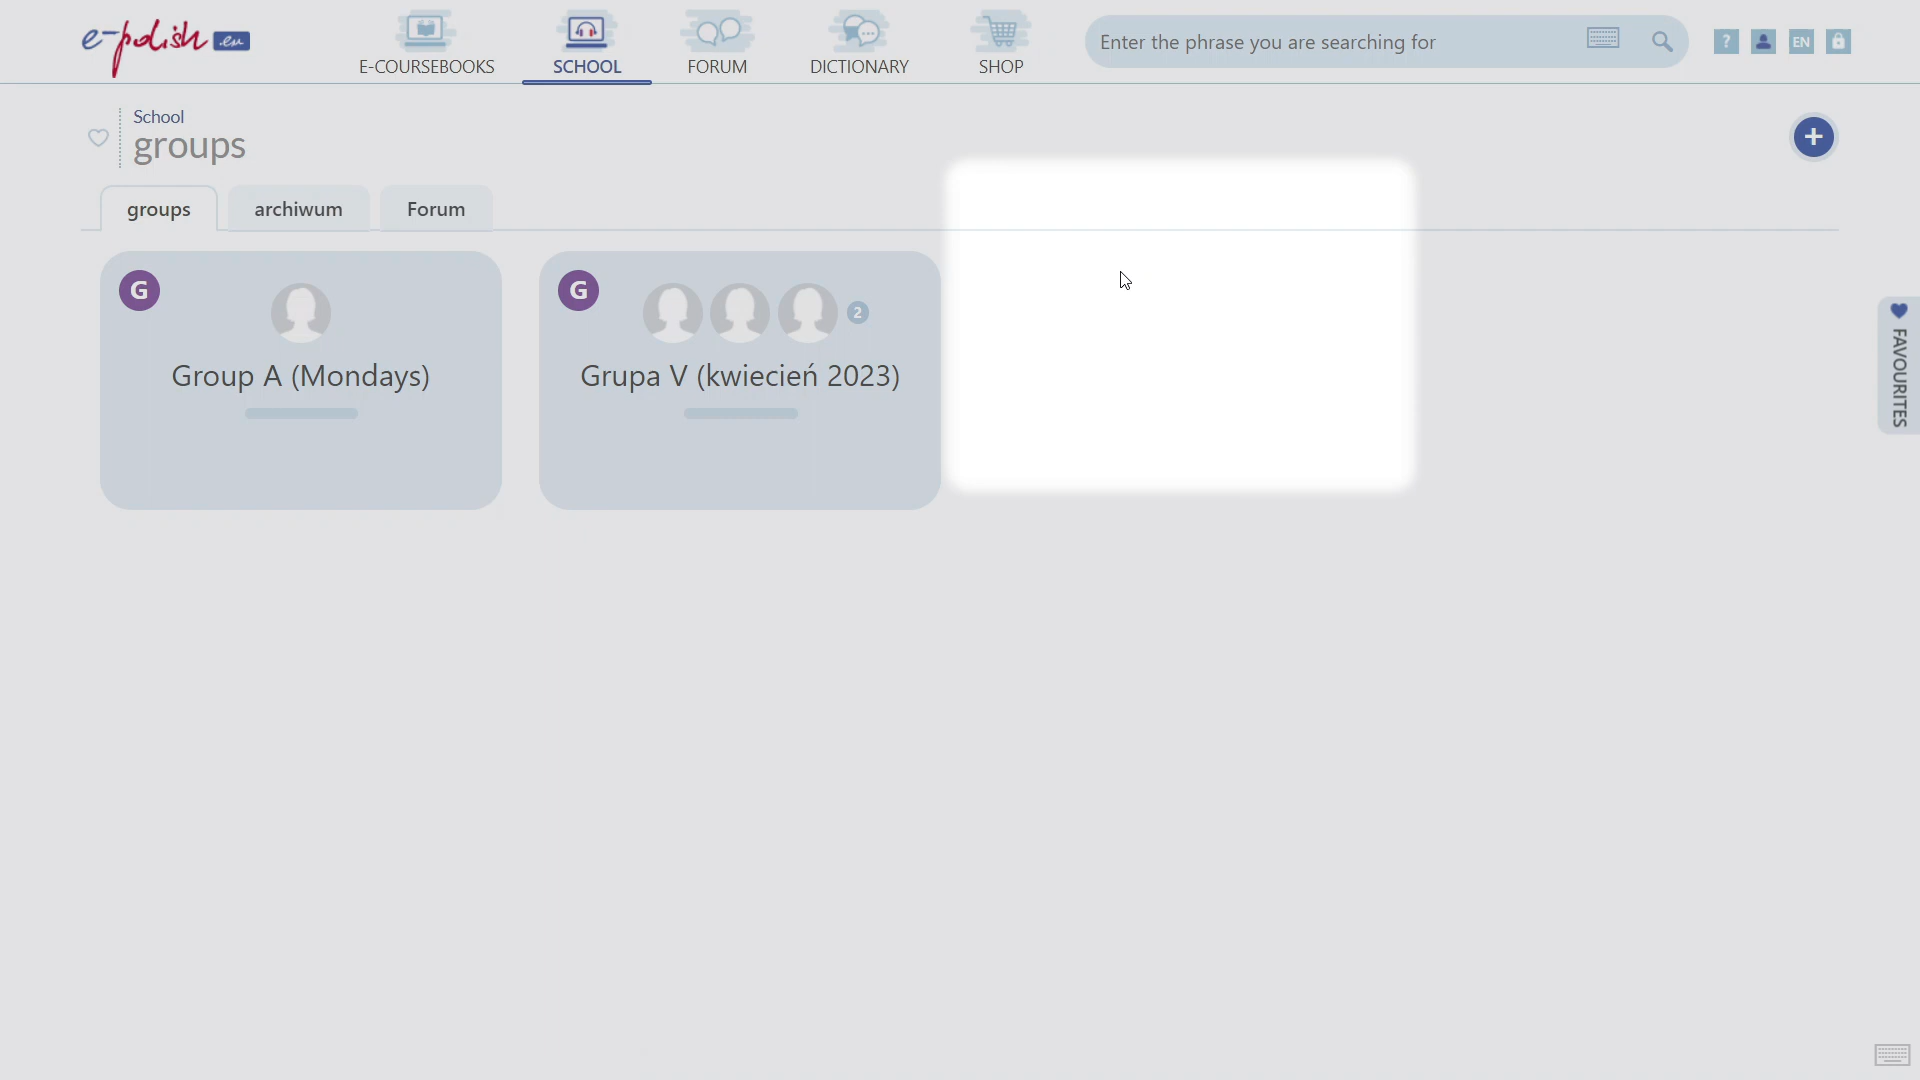 e-polish .eu
E-COURSEBOOKS
SCHOOL
FORUM
DICTIONARY
SHOP
Enter the phrase you are searching for
?
EN
School
groups
+
groups
archiwum
Forum
G
Group A (Mondays)
G
2
Grupa V (kwiecień 2023)
FAVOURITES